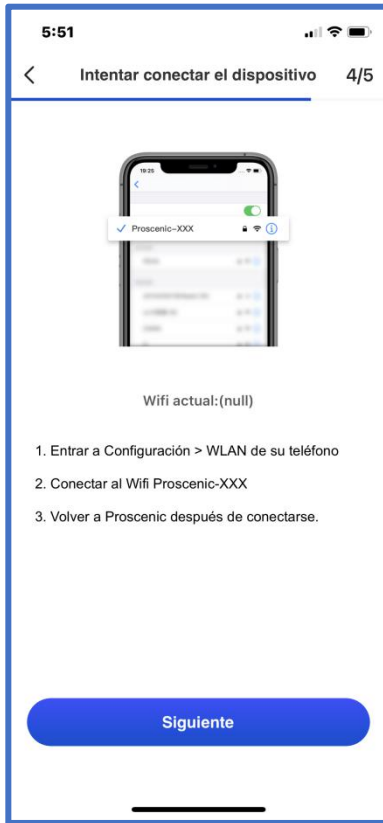 5:51
Intentar conectar el dispositivo 4/5
19:25
Proscenic-XXX
Wifi actual:(null)
1. Entrar a Configuración > WLAN de su teléfono
2. Conectar al Wifi Proscenic-XXX
3. Volver a Proscenic después de conectarse.
Siguiente